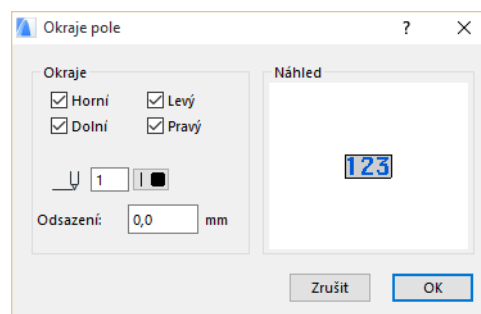 Okraje pole
?
Okraje
Horní
Levý
Dolní
Pravý
1
Odsazení:
0,0
mm
Náhled
123
Zrušit
OK